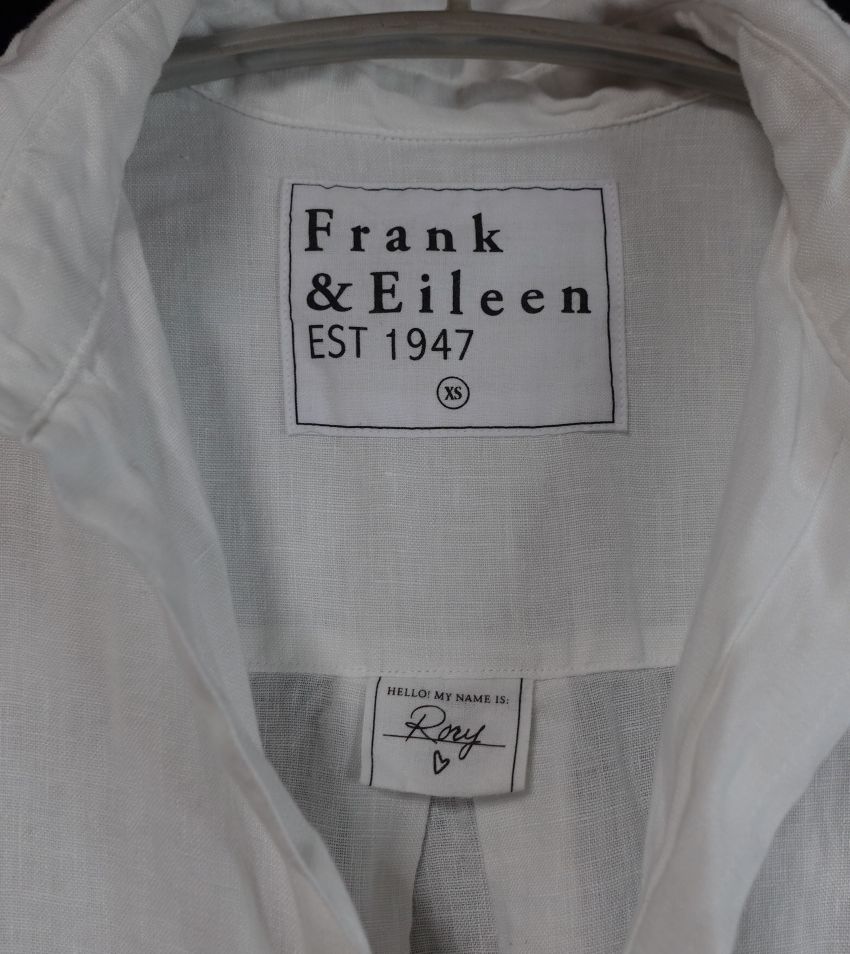 Frank
& Eileen
EST 1947
XS
HELLO! MY NAME IS:
Rory